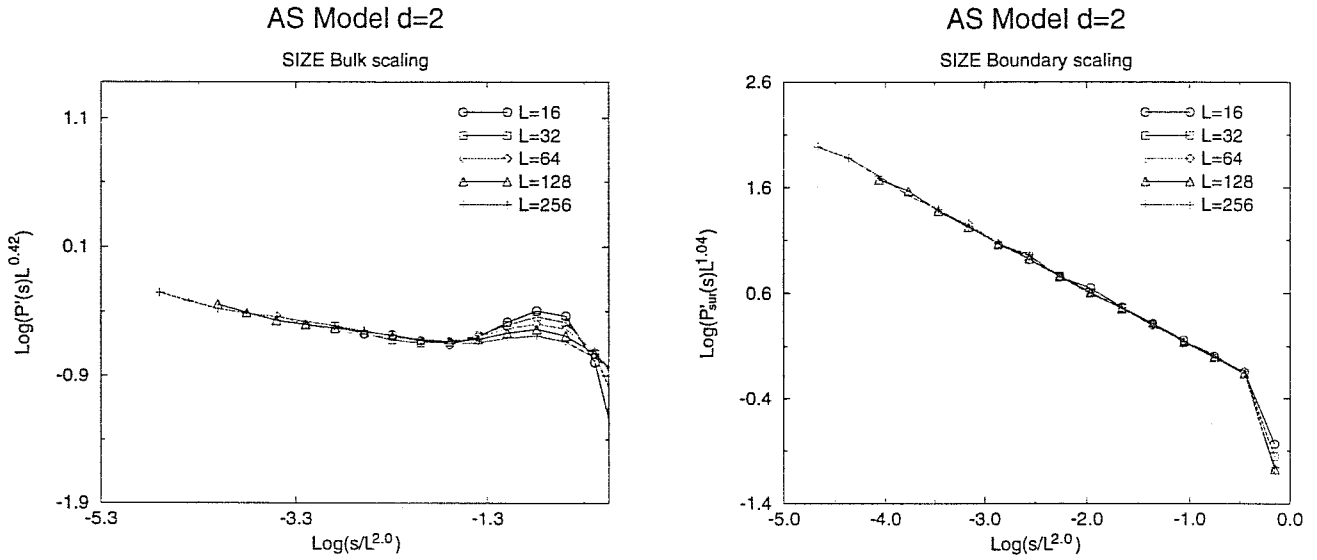 AS Model d=2
SIZE Bulk scaling
1.1
0.1
-0.9
-1.9
-5.3
-3.3
-1.3
Log(P'(s)L^0.42)
Log(s/L^2.0)
L=16
L=32
L=64
L=128
L=256
AS Model d=2
SIZE Boundary scaling
2.6
1.6
0.6
-0.4
-1.4
-5.0
-4.0
-3.0
-2.0
-1.0
0.0
Log(P'sur(s)L^1.04)
Log(s/L^2.0)
L=16
L=32
L=64
L=128
L=256